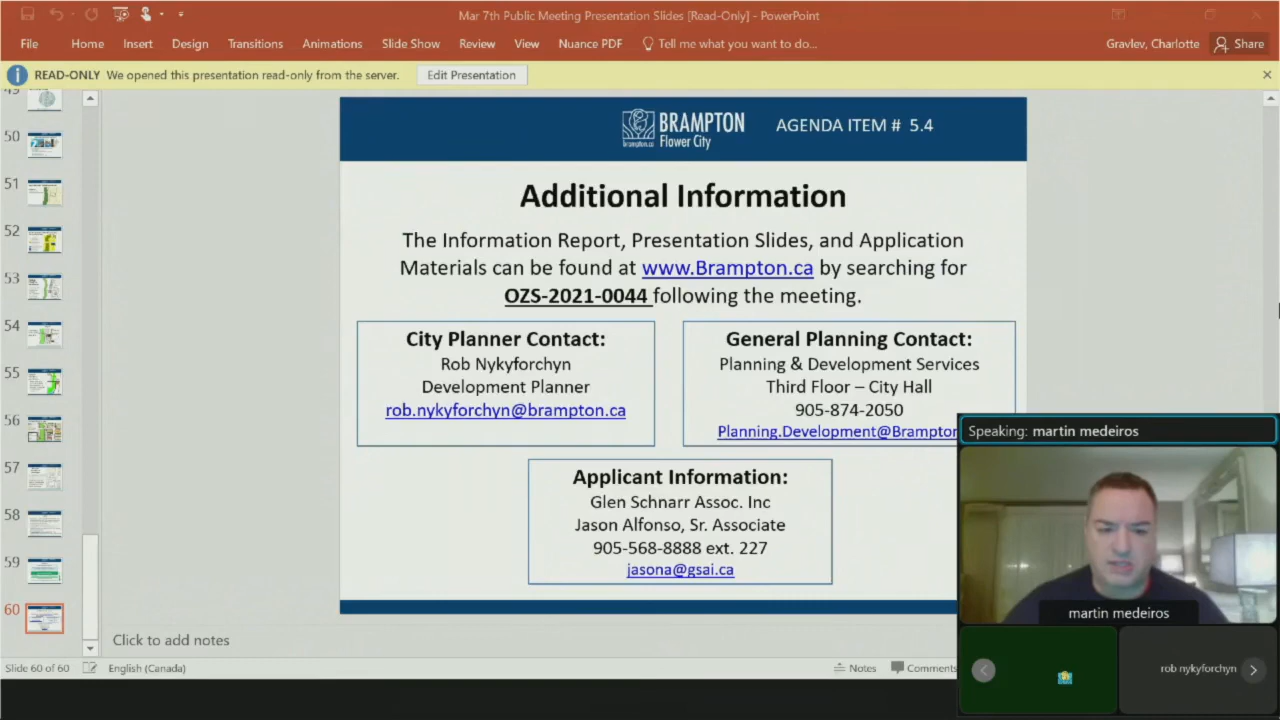 Mar 7th Public Meeting Presentation Slides [Read-Only] - PowerPoint
File Home Insert Design Transitions Animations Slide Show Review View Nuance PDF Tell me what you want to do... Gravlev, Charlotte Share
READ-ONLY We opened this presentation read-only from the server. Edit Presentation
49
50
51
52
53
54
55
56
57
58
59
60
BRAMPTON
brampton.ca Flower City
AGENDA ITEM # 5.4
Additional Information
The Information Report, Presentation Slides, and Application
Materials can be found at www.Brampton.ca by searching for
OZS-2021-0044 following the meeting.
City Planner Contact:
Rob Nykyforchyn
Development Planner
rob.nykyforchyn@brampton.ca
General Planning Contact:
Planning & Development Services
Third Floor – City Hall
905-874-2050
Planning.Development@Brampton
Applicant Information:
Glen Schnarr Assoc. Inc
Jason Alfonso, Sr. Associate
905-568-8888 ext. 227
jasona@gsai.ca
Speaking: martin medeiros
martin medeiros
rob nykyforchyn
Click to add notes
Slide 60 of 60 English (Canada) Notes Comments